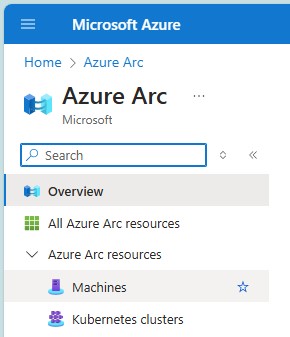 Microsoft Azure
Home > Azure Arc
Azure Arc ...
Microsoft
Search
Overview
All Azure Arc resources
Azure Arc resources
Machines
Kubernetes clusters